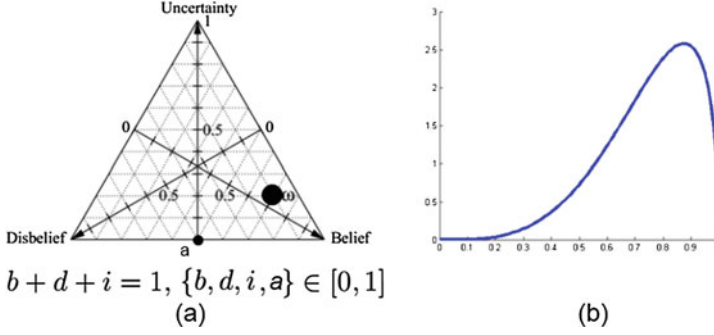 Uncertainty
1
0
0.5
0
0.5
0.5
ω
Disbelief
a
Belief
b + d + i = 1, {b, d, i, a} ∈ [0, 1]
(a)
3
2.5
2
1.5
1
0.5
0
0 0.1 0.2 0.3 0.4 0.5 0.6 0.7 0.8 0.9
(b)